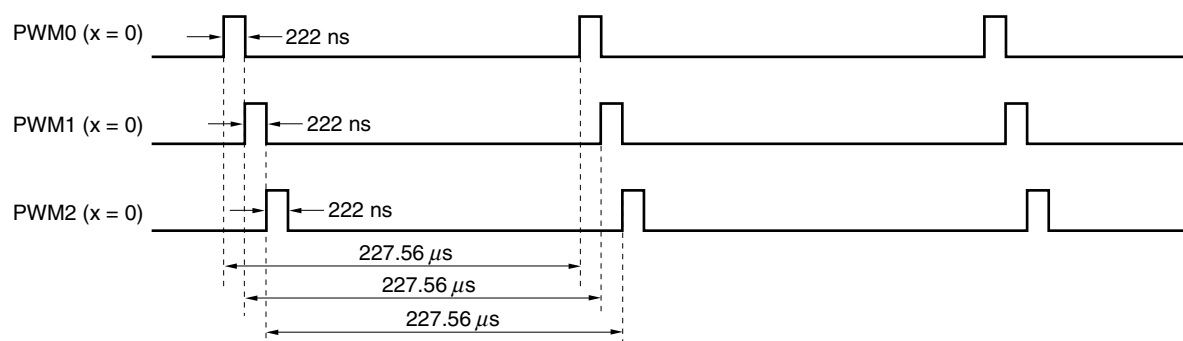 PWM0 (x = 0)
222 ns
PWM1 (x = 0)
222 ns
PWM2 (x = 0)
222 ns
227.56 μs
227.56 μs
227.56 μs